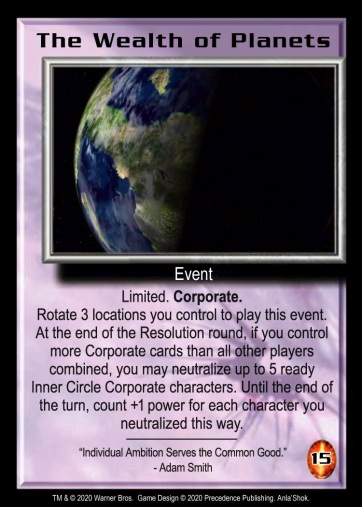 The Wealth of Planets
Event
Limited. Corporate.
Rotate 3 locations you control to play this event.
At the end of the Resolution round, if you control
more Corporate cards than all other players
combined, you may neutralize up to 5 ready
Inner Circle Corporate characters. Until the end of
the turn, count +1 power for each character you
neutralized this way.
“Individual Ambition Serves the Common Good.”
- Adam Smith
15
TM & © 2020 Warner Bros. Game Design © 2020 Precedence Publishing. Anla'Shok.